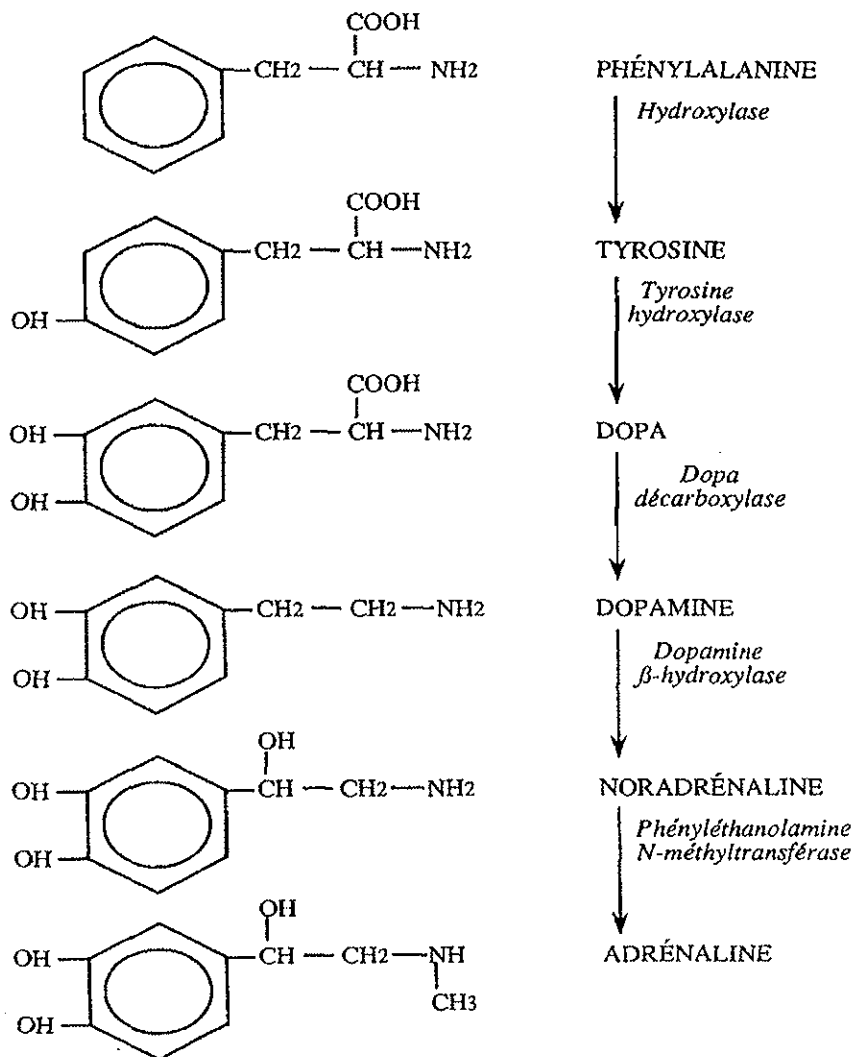 COOH
CH2 — CH — NH2
PHÉNYLALANINE
Hydroxylase
COOH
CH2 — CH — NH2
OH
TYROSINE
Tyrosine
hydroxylase
COOH
OH
CH2 — CH — NH2
OH
DOPA
Dopa
décarboxylase
OH
CH2 — CH2 — NH2
OH
DOPAMINE
Dopamine
β-hydroxylase
OH
OH
CH — CH2 — NH2
OH
NORADRÉNALINE
Phényléthanolamine
N-méthyltransférase
OH
OH
CH — CH2 — NH
CH3
OH
ADRÉNALINE